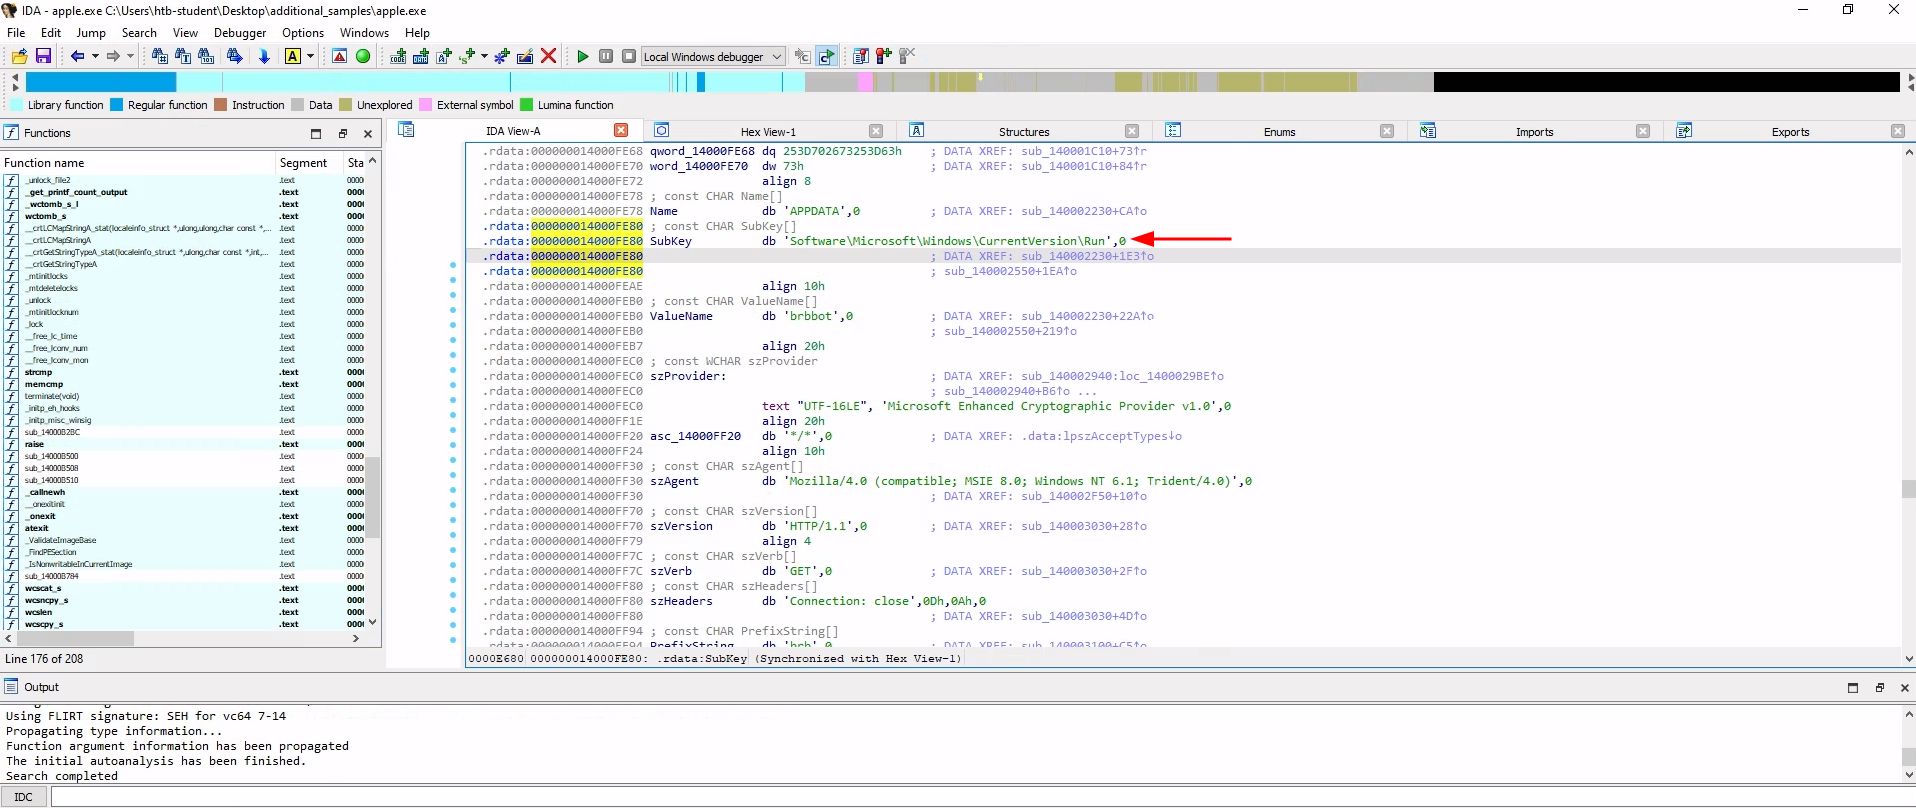 IDA - apple.exe C:\Users\htb-student\Desktop\additional_samples\apple.exe
File Edit Jump Search View Debugger Options Windows Help
Local Windows debugger
Library function Regular function Instruction Data Unexplored External symbol Lumina function
Functions
IDA View-A Hex View-1 Structures Enums Imports Exports
Function name Segment Sta
_unlock_file2 .text 0000
_get_printf_count_output .text 0000
_wctomb_s_l .text 0000
wctomb_s .text 0000
__crtLCMapStringA_stat(localeinfo_struct *,ulong,ulong,char const *,... .text 0000
__crtLCMapStringA .text 0000
__crtGetStringTypeA_stat(localeinfo_struct *,ulong,char const *,int,... .text 0000
__crtGetStringTypeA .text 0000
_mtinitlocks .text 0000
_mtdeletelocks .text 0000
_unlock .text 0000
_mtinitlocknum .text 0000
_lock .text 0000
__free_lc_time .text 0000
__free_lconv_num .text 0000
__free_lconv_mon .text 0000
strcmp .text 0000
memcmp .text 0000
terminate(void) .text 0000
_initp_eh_hooks .text 0000
_initp_misc_winsig .text 0000
sub_14000B2BC .text 0000
raise .text 0000
sub_14000B500 .text 0000
sub_14000B508 .text 0000
sub_14000B510 .text 0000
_callnewh .text 0000
__onexitinit .text 0000
_onexit .text 0000
atexit .text 0000
_ValidateImageBase .text 0000
_FindPESection .text 0000
_IsNonwritableInCurrentImage .text 0000
sub_14000B784 .text 0000
wcscat_s .text 0000
wcsncpy_s .text 0000
wcslen .text 0000
wcscpy_s .text 0000
Line 176 of 208
.rdata:000000014000FE68 qword_14000FE68 dq 253D702673253D63h ; DATA XREF: sub_140001C10+73↑r
.rdata:000000014000FE70 word_14000FE70 dw 73h ; DATA XREF: sub_140001C10+84↑r
.rdata:000000014000FE72 align 8
.rdata:000000014000FE78 ; const CHAR Name[]
.rdata:000000014000FE78 Name db 'APPDATA',0 ; DATA XREF: sub_140002230+CA↑o
.rdata:000000014000FE80 ; const CHAR SubKey[]
.rdata:000000014000FE80 SubKey db 'Software\Microsoft\Windows\CurrentVersion\Run',0
.rdata:000000014000FE80 ; DATA XREF: sub_140002230+1E3↑o
.rdata:000000014000FE80 ; sub_140002550+1EA↑o
.rdata:000000014000FEAE align 10h
.rdata:000000014000FEB0 ; const CHAR ValueName[]
.rdata:000000014000FEB0 ValueName db 'brbbot',0 ; DATA XREF: sub_140002230+22A↑o
.rdata:000000014000FEB0 ; sub_140002550+219↑o
.rdata:000000014000FEB7 align 20h
.rdata:000000014000FEC0 ; const WCHAR szProvider
.rdata:000000014000FEC0 szProvider: ; DATA XREF: sub_140002940:loc_1400029BE↑o
.rdata:000000014000FEC0 ; sub_140002940+B6↑o ...
.rdata:000000014000FEC0 text "UTF-16LE", 'Microsoft Enhanced Cryptographic Provider v1.0',0
.rdata:000000014000FF1E align 20h
.rdata:000000014000FF20 asc_14000FF20 db '*/*',0 ; DATA XREF: .data:lpszAcceptTypes↓o
.rdata:000000014000FF24 align 10h
.rdata:000000014000FF30 ; const CHAR szAgent[]
.rdata:000000014000FF30 szAgent db 'Mozilla/4.0 (compatible; MSIE 8.0; Windows NT 6.1; Trident/4.0)',0
.rdata:000000014000FF30 ; DATA XREF: sub_140002F50+10↑o
.rdata:000000014000FF70 ; const CHAR szVersion[]
.rdata:000000014000FF70 szVersion db 'HTTP/1.1',0 ; DATA XREF: sub_140003030+28↑o
.rdata:000000014000FF79 align 4
.rdata:000000014000FF7C ; const CHAR szVerb[]
.rdata:000000014000FF7C szVerb db 'GET',0 ; DATA XREF: sub_140003030+2F↑o
.rdata:000000014000FF80 ; const CHAR szHeaders[]
.rdata:000000014000FF80 szHeaders db 'Connection: close',0Dh,0Ah,0
.rdata:000000014000FF80 ; DATA XREF: sub_140003030+4D↑o
.rdata:000000014000FF94 ; const CHAR PrefixString[]
.rdata:000000014000FF94 PrefixString db 'brb',0 ; DATA XREF: sub_140003100+C5↑o
0000E680 000000014000FE80: .rdata:SubKey (Synchronized with Hex View-1)
Output
Using FLIRT signature: SEH for vc64 7-14
Propagating type information...
Function argument information has been propagated
The initial autoanalysis has been finished.
Search completed
IDC